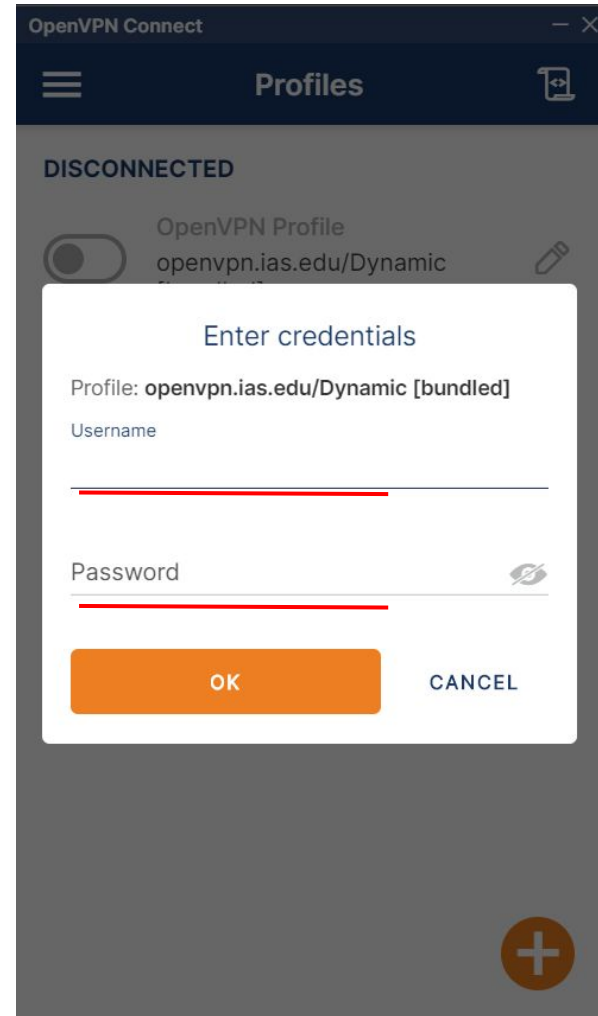 OpenVPN Connect
Profiles
DISCONNECTED
OpenVPN Profile
openvpn.ias.edu/Dynamic
Enter credentials
Profile: openvpn.ias.edu/Dynamic [bundled]
Username
Password
OK
CANCEL